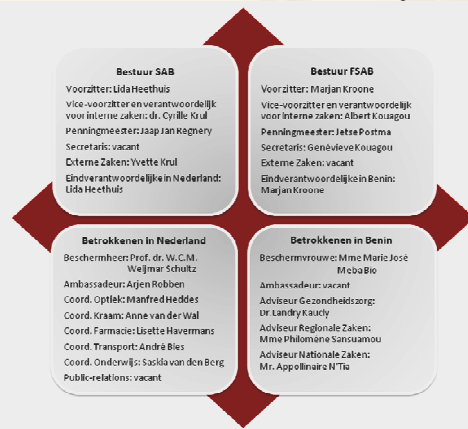 Bestuur SAB
Voorzitter: Lida Heethuis
Vice-voorzitter en verantwoordelijk
voor interne zaken: dr. Cyrille Krul
Penningmeester: Jaap Jan Regnery
Secretaris: vacant
Externe Zaken: Yvette Krul
Eindverantwoordelijke in Nederland:
Lida Heethuis
Bestuur FSAB
Voorzitter: Marjan Kroone
Vice-voorzitter en verantwoordelijk
voor interne zaken: Albert Kouagou
Penningmeester: Jetse Postma
Secretaris: Genévieve Kouagou
Externe Zaken: vacant
Eindverantwoordelijke in Benin:
Marjan Kroone
Betrokkenen in Nederland
Beschermheer: Prof. dr. W.C.M.
Weijmar Schultz
Ambassadeur: Arjen Robben
Coord. Optiek: Manfred Heddes
Coord. Kraam: Anne van der Wal
Coord. Farmacie: Lisette Havermans
Coord. Transport: André Bles
Coord. Onderwijs: Saskia van den Berg
Public-relations: vacant
Betrokkenen in Benin
Beschermvrouwe: Mme Marie José
Meba Bio
Ambassadeur: vacant
Adviseur Gezondheidszorg:
Dr. Landry Kaudy
Adviseur Regionale Zaken:
Mme Philomène Sansuamou
Adviseur Nationale Zaken:
Mr. Appollinaire N'Tia